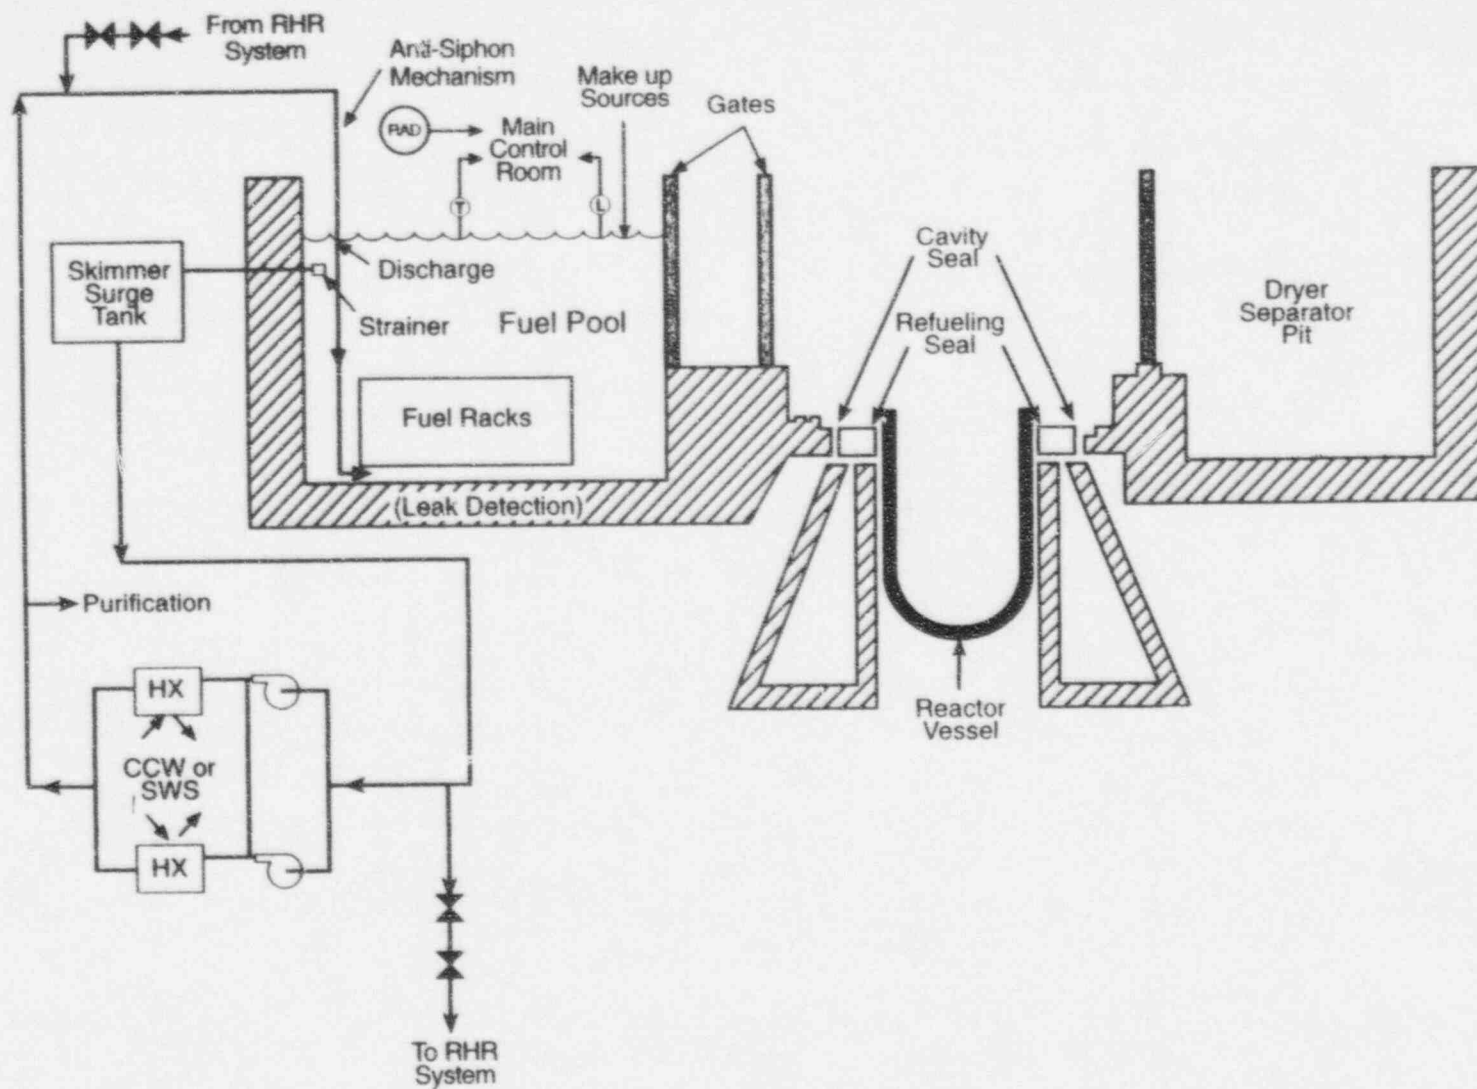 From RHR
System
Anti-Siphon
Mechanism
Make up
Sources
Gates
RAD
Main
Control
Room
T
L
Cavity
Seal
Skimmer
Surge
Tank
Discharge
Strainer
Fuel Pool
Refueling
Seal
Dryer
Separator
Pit
Fuel Racks
(Leak Detection)
Purification
HX
CCW or
SWS
HX
Reactor
Vessel
To RHR
System